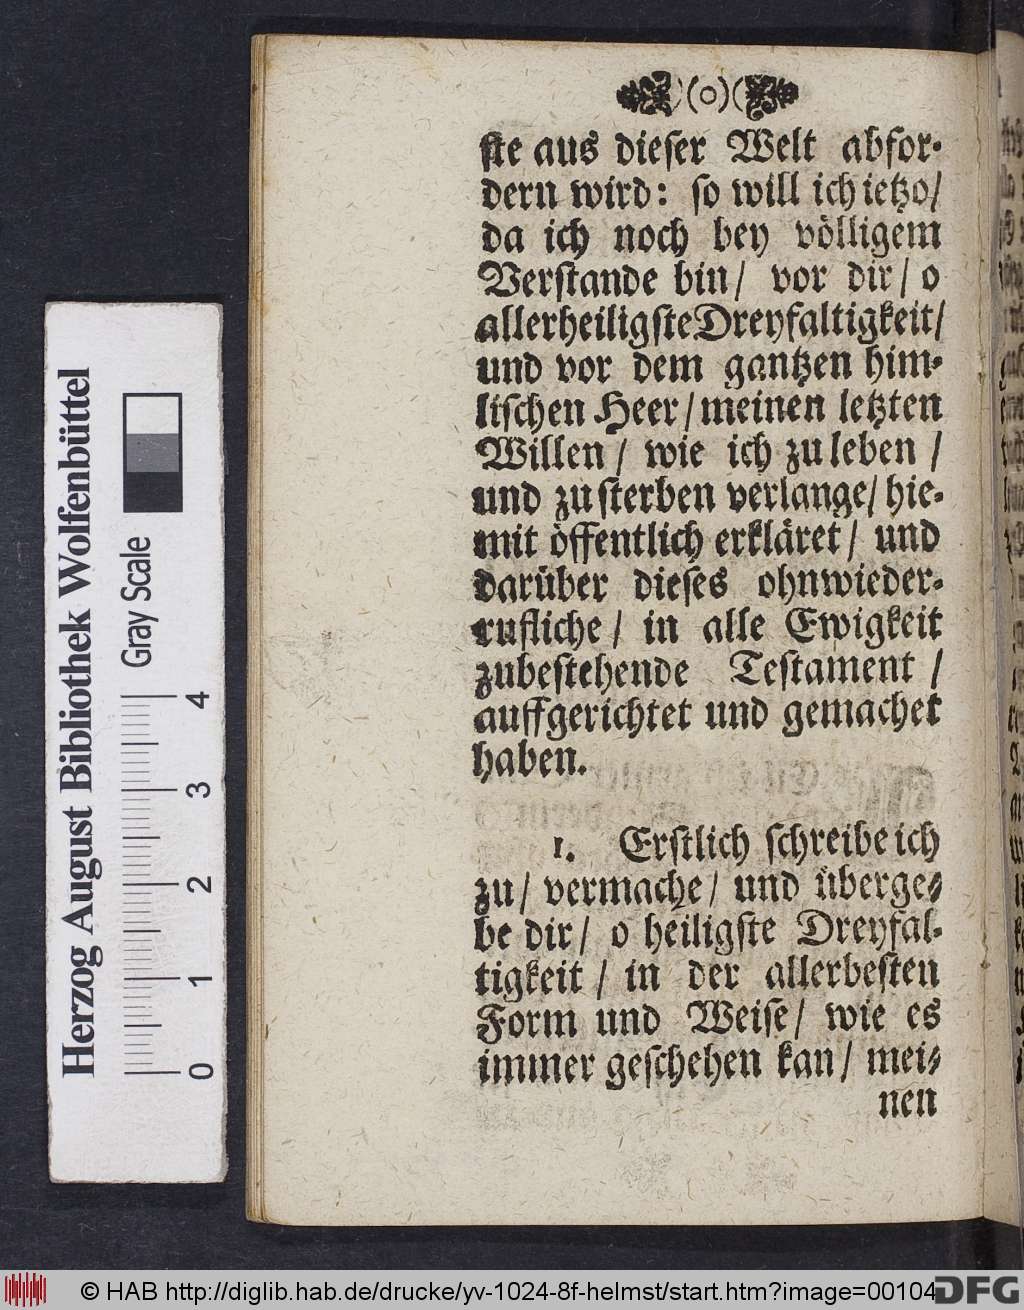 (o)
ste aus dieser Welt abfor-
dern wird: so will ich ietzo/
da ich noch bey völligem
Verstande bin/ vor dir/ o
allerheiligste Dreyfaltigkeit/
und vor dem gantzen him-
lischen Heer/ meinen letzten
Willen/ wie ich zu leben/
und zu sterben verlange/ hie-
mit öffentlich erkläret/ und
darüber dieses ohnwieder-
rufliche/ in alle Ewigkeit
zubestehende Testament/
auffgerichtet und gemachet
haben.
1. Erstlich schreibe ich
zu/ vermache/ und überge-
be dir/ o heiligste Dreyfal-
tigkeit/ in der allerbesten
Form und Weise/ wie es
immer geschehen kan/ mei-
nen
Herzog August Bibliothek Wolfenbüttel
Gray Scale
0 1 2 3 4
© HAB http://diglib.hab.de/drucke/yv-1024-8f-helmst/start.htm?image=00104
DFG